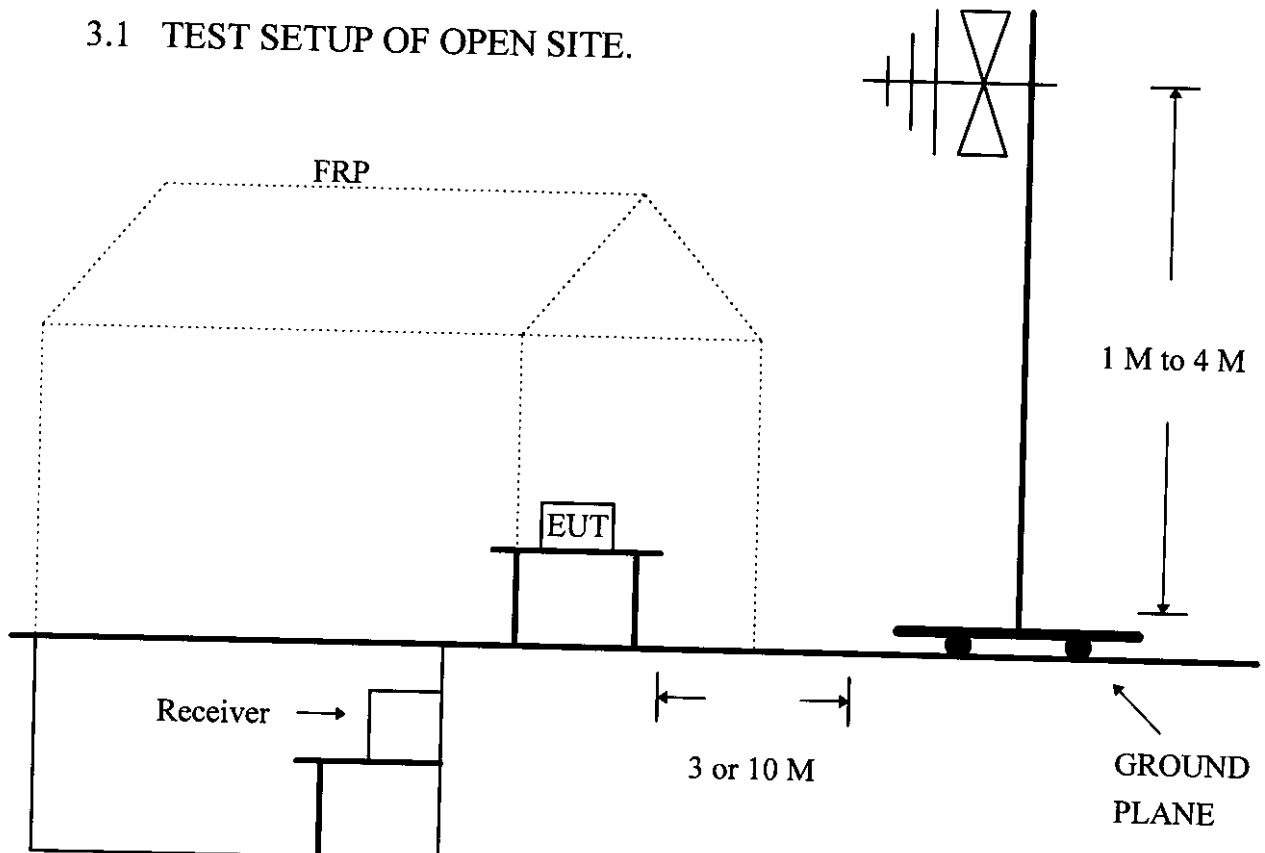 3.1 TEST SETUP OF OPEN SITE.
FRP
1 M to 4 M
EUT
Receiver
3 or 10 M
GROUND
PLANE